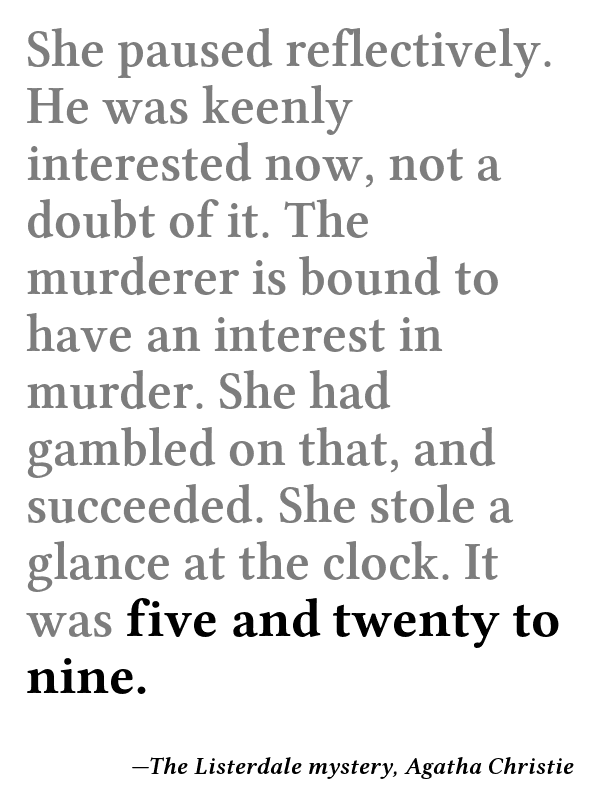 She paused reflectively.
He was keenly
interested now, not a
doubt of it. The
murderer is bound to
have an interest in
murder. She had
gambled on that, and
succeeded. She stole a
glance at the clock. It
was five and twenty to
nine.
—The Listerdale mystery, Agatha Christie